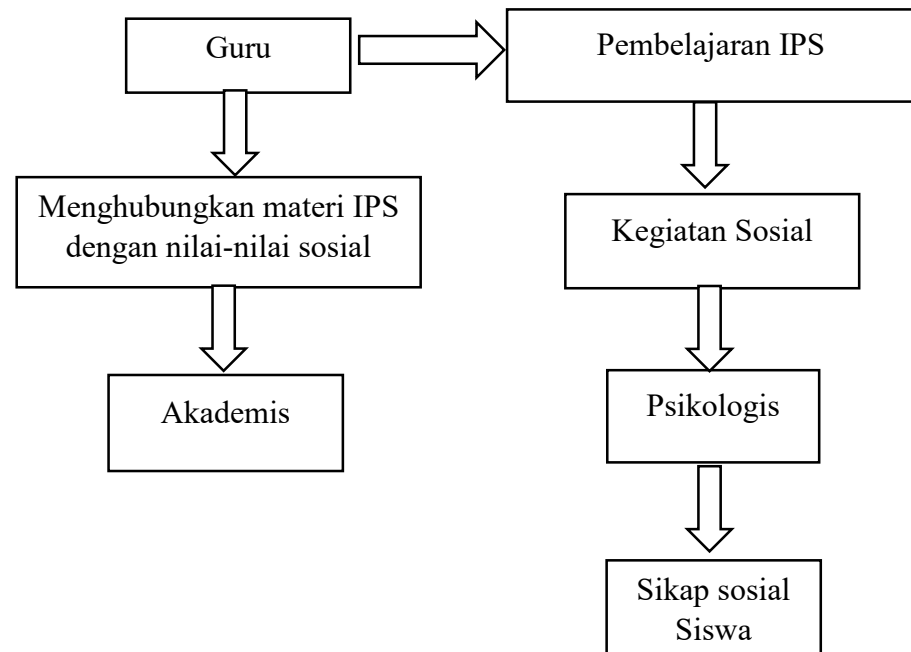 Guru
Pembelajaran IPS
Menghubungkan materi IPS
dengan nilai-nilai sosial
Kegiatan Sosial
Akademis
Psikologis
Sikap sosial
Siswa